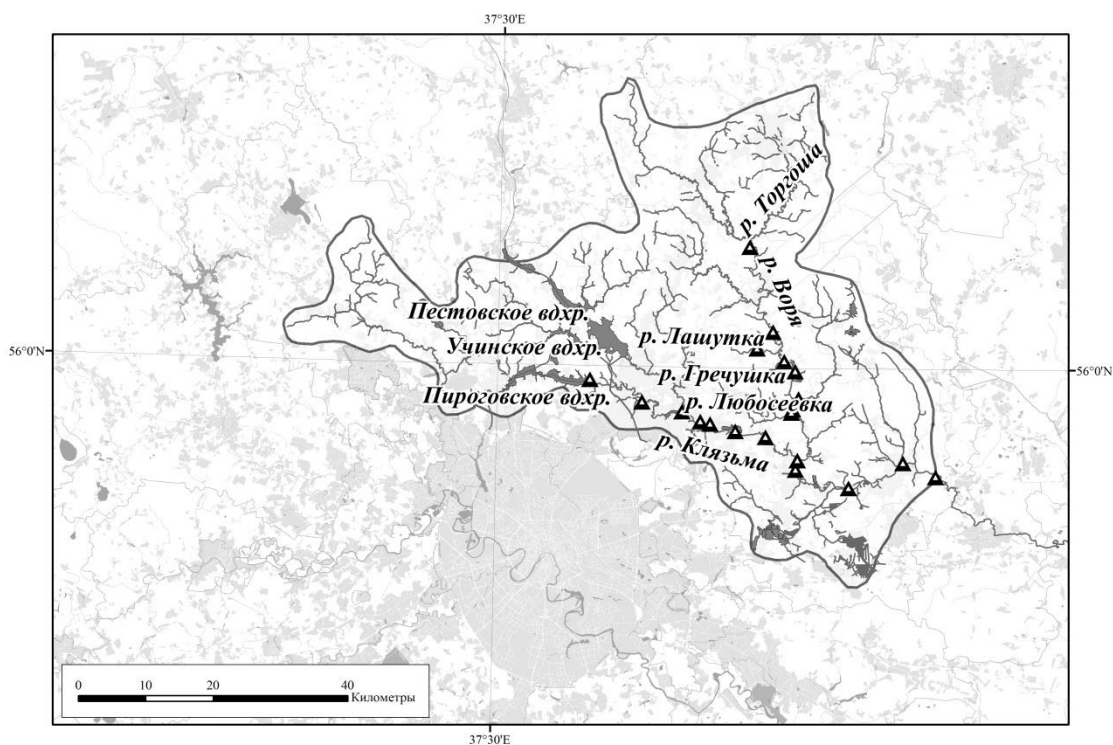 37°30'E
р. Торгоша
р. Воря
Пестовское вдхр.
р. Лашутка
56°0'N
Учинское вдхр.
56°0'N
р. Гречушка
Пироговское вдхр.
р. Любосеевка
р. Клязьма
0 10 20 40
Километры
37°30'E